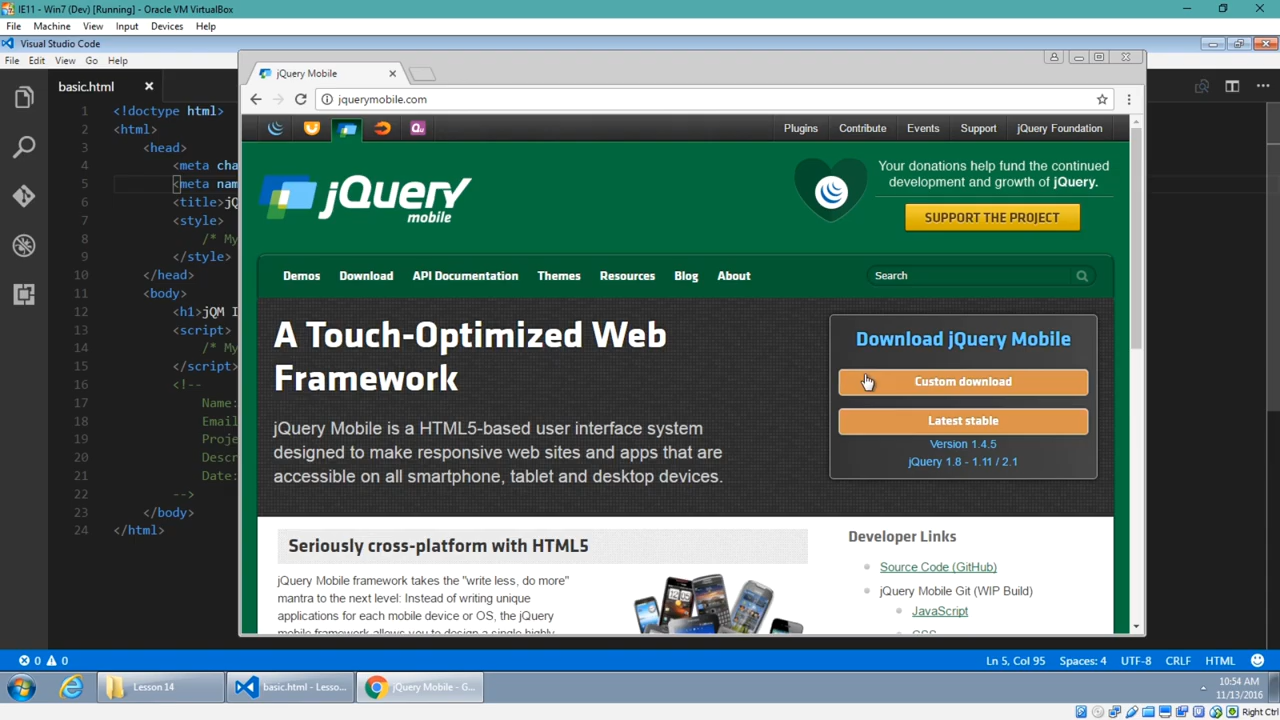 IE11 - Win7 (Dev) [Running] - Oracle VM VirtualBox
File Machine View Input Devices Help
Visual Studio Code
File Edit View Go Help
basic.html
1 <!doctype html>
2 <html>
3 <head>
4 <meta cha
5 <meta nam
6 <title>jQ
7 <style>
8 /* My
9 </style>
10 </head>
11 <body>
12 <h1>jQM I
13 <script>
14 /* My
15 </script>
16 <!--
17 Name:
18 Email
19 Proje
20 Descr
21 Date:
22 -->
23 </body>
24 </html>
jQuery Mobile
jquerymobile.com
Plugins Contribute Events Support jQuery Foundation
jQuery
mobile
Your donations help fund the continued
development and growth of jQuery.
SUPPORT THE PROJECT
Demos Download API Documentation Themes Resources Blog About
Search
A Touch-Optimized Web
Framework
jQuery Mobile is a HTML5-based user interface system
designed to make responsive web sites and apps that are
accessible on all smartphone, tablet and desktop devices.
Download jQuery Mobile
Custom download
Latest stable
Version 1.4.5
jQuery 1.8 - 1.11 / 2.1
Seriously cross-platform with HTML5
jQuery Mobile framework takes the "write less, do more"
mantra to the next level: Instead of writing unique
applications for each mobile device or OS, the jQuery
mobile framework allows you to design a single highly
Developer Links
Source Code (GitHub)
jQuery Mobile Git (WIP Build)
JavaScript
CSS
0 0
Ln 5, Col 95 Spaces: 4 UTF-8 CRLF HTML
Lesson 14
basic.html - Lesso...
jQuery Mobile - G...
10:54 AM
11/13/2016
Right Ctrl